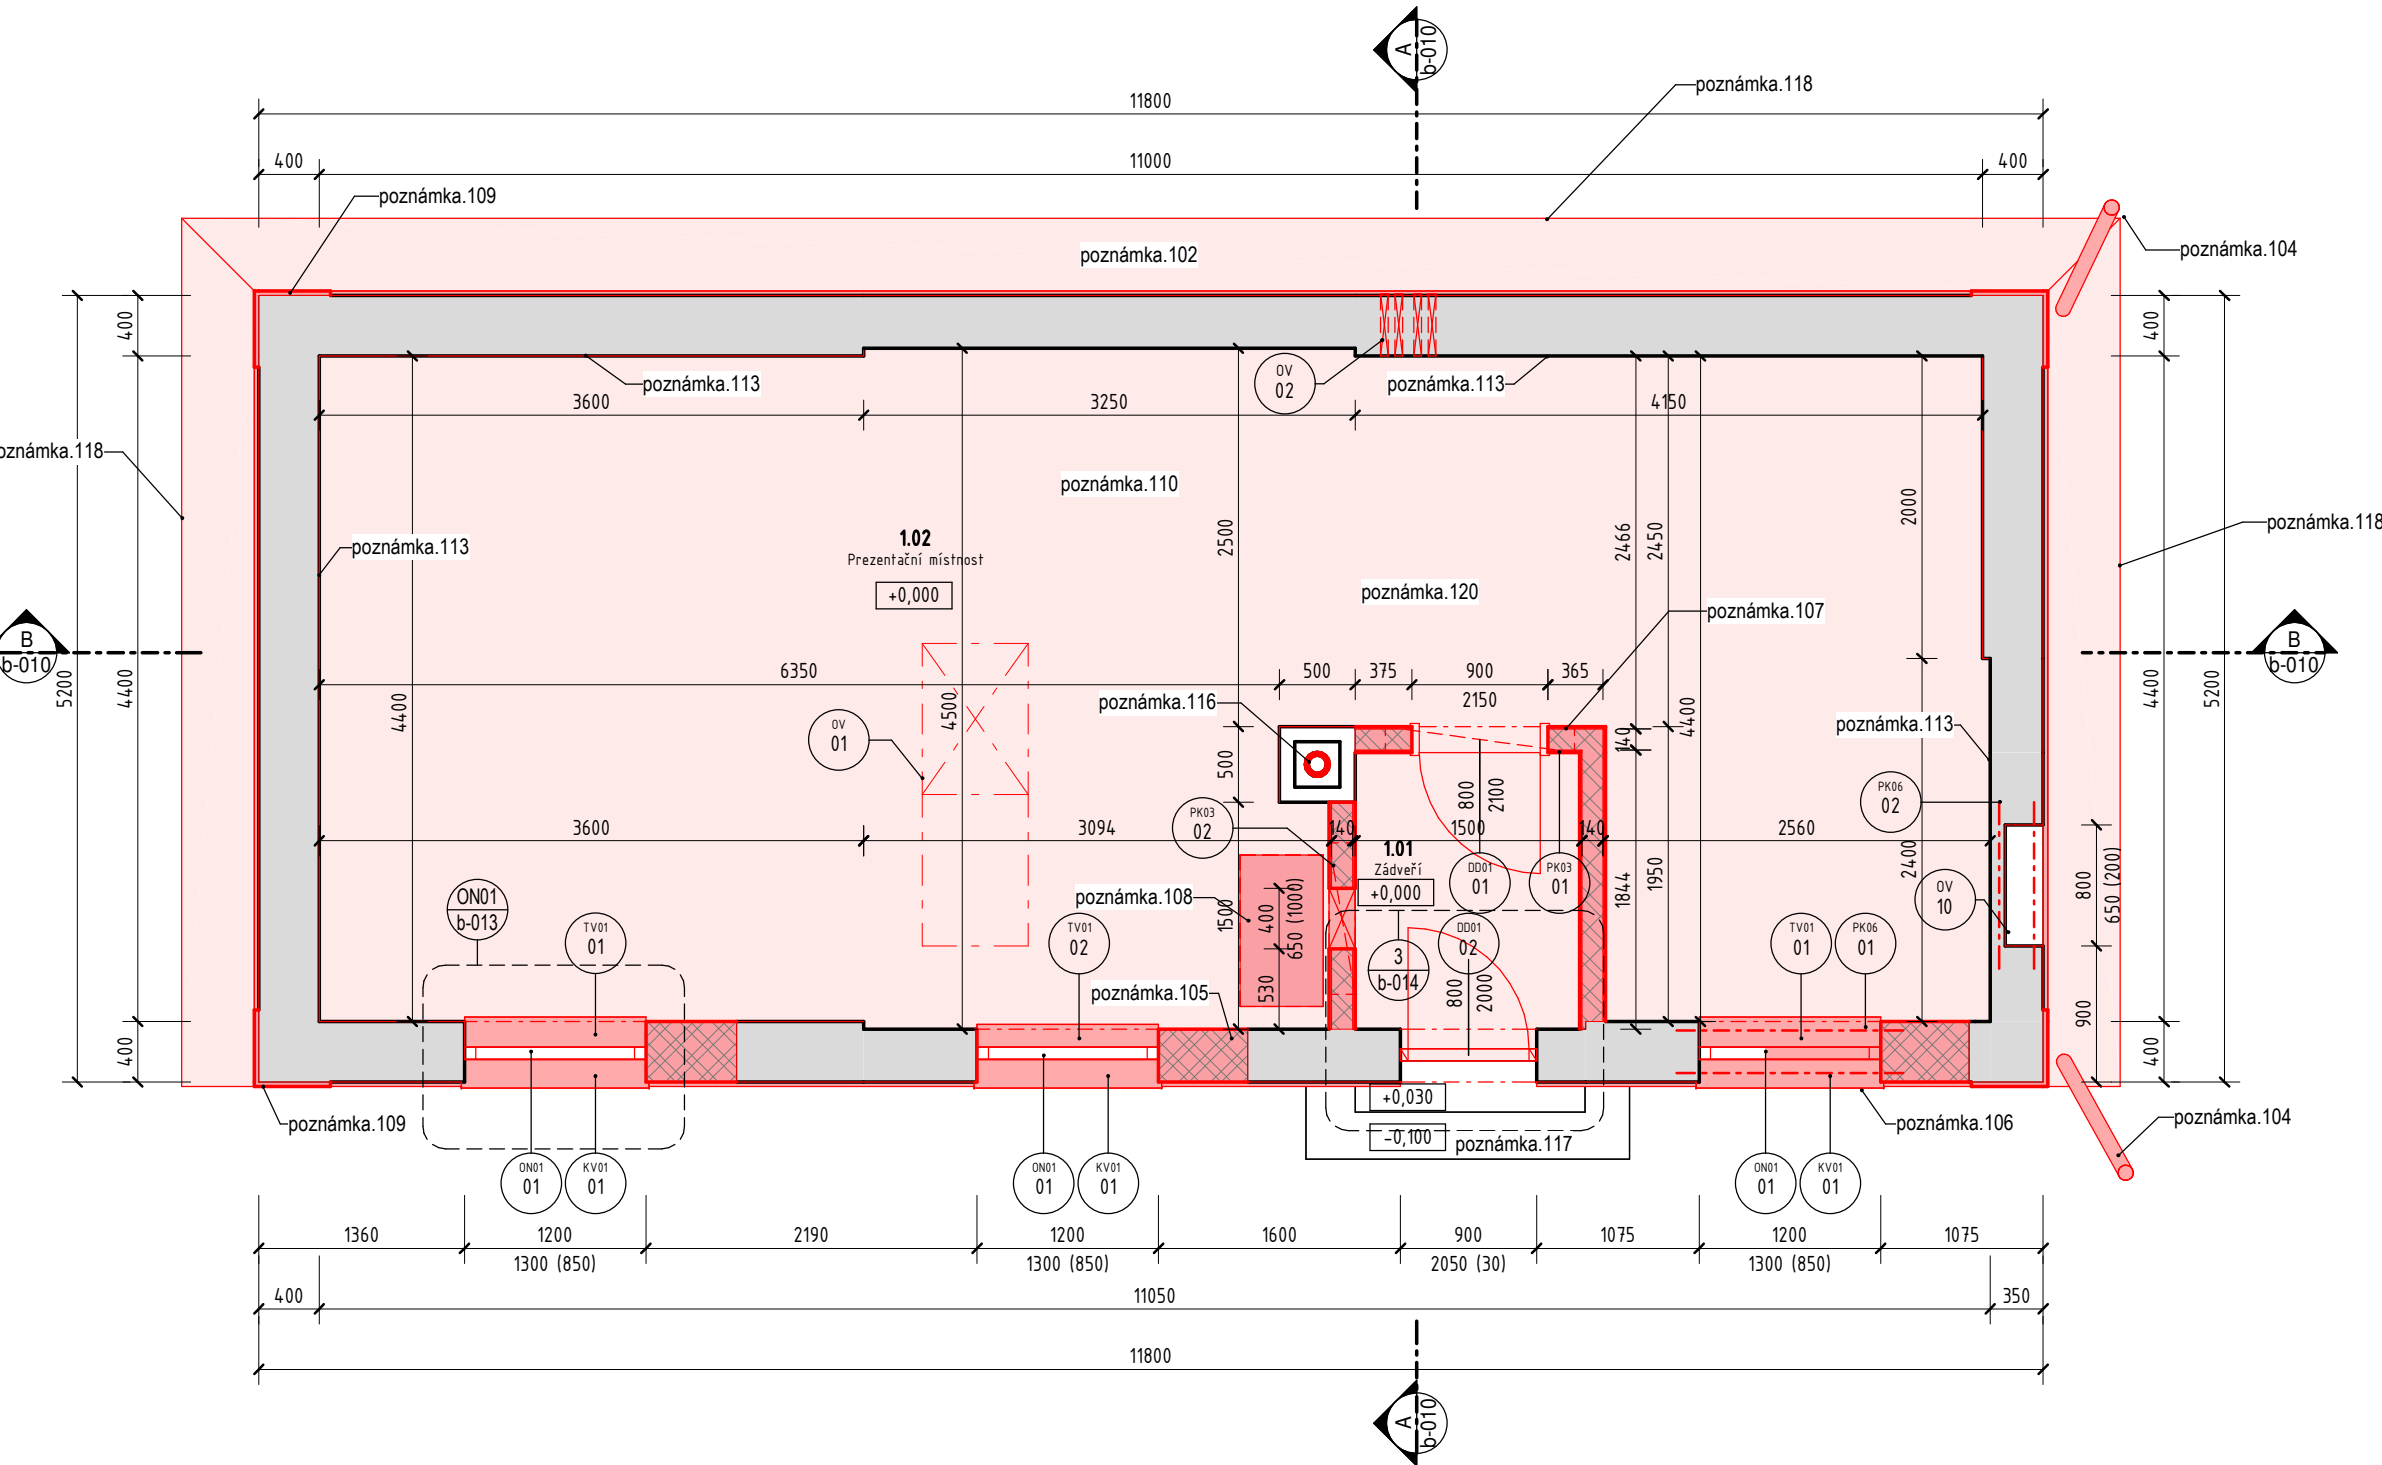 A
b-010
poznámka.118
11800
400
11000
400
poznámka.109
poznámka.102
poznámka.104
400
400
poznámka.113
OV
02
poznámka.113
3600
3250
4150
oznámka.118
poznámka.110
2000
poznámka.118
1.02
Prezentační místnost
+0,000
2500
2466
2450
poznámka.113
poznámka.120
poznámka.107
B
b-010
B
b-010
5200
4400
4400
4500
6350
500
375
900
2150
365
4400
4400
5200
poznámka.116
140
poznámka.113
OV
01
500
800
2100
PK06
02
3600
3094
PK03
02
140
1500
140
2560
1.01
Zádveří
+0,000
DD01
01
PK03
01
2400
OV
10
800
650 (200)
ON01
b-013
TV01
01
poznámka.108
1500
400
650 (1000)
1844
1950
TV01
02
DD01
02
3
b-014
TV01
01
PK06
01
poznámka.105
530
800
2000
900
400
400
+0,030
-0,100
poznámka.117
poznámka.109
poznámka.106
poznámka.104
ON01
01
KV01
01
ON01
01
KV01
01
ON01
01
KV01
01
1360
1200
2190
1200
1600
900
1075
1200
1075
1300 (850)
1300 (850)
2050 (30)
1300 (850)
400
11050
350
11800
A
b-010